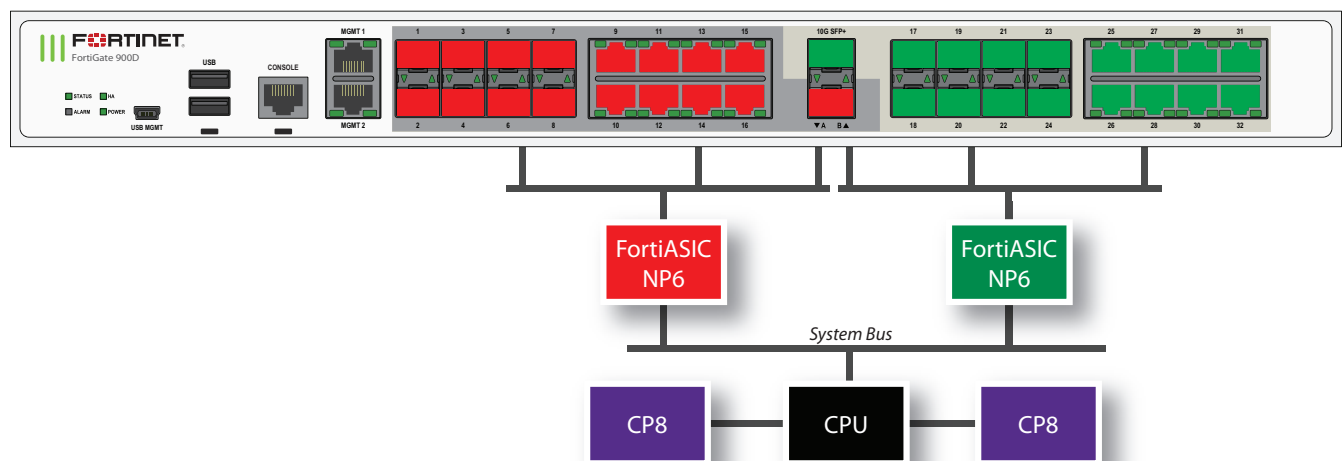 FORTINET
FortiGate 900D
STATUS HA
ALARM POWER
USB MGMT
USB
CONSOLE
MGMT 1
MGMT 2
1 3 5 7
2 4 6 8
9 11 13 15
10 12 14 16
10G SFP+
▼A B▲
17 19 21 23
18 20 22 24
25 27 29 31
26 28 30 32
FortiASIC
NP6
FortiASIC
NP6
System Bus
CP8
CPU
CP8